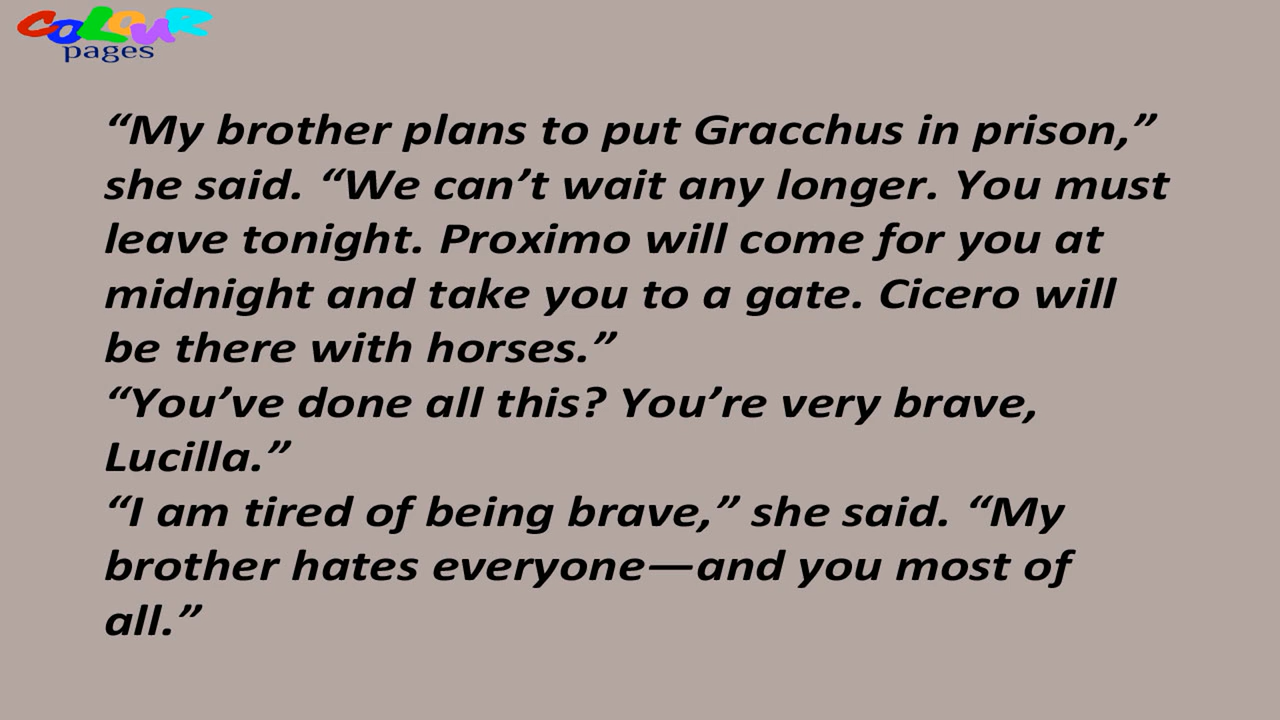 COLOUR
pages
“My brother plans to put Gracchus in prison,”
she said. “We can’t wait any longer. You must
leave tonight. Proximo will come for you at
midnight and take you to a gate. Cicero will
be there with horses.”
“You’ve done all this? You’re very brave,
Lucilla.”
“I am tired of being brave,” she said. “My
brother hates everyone—and you most of
all.”